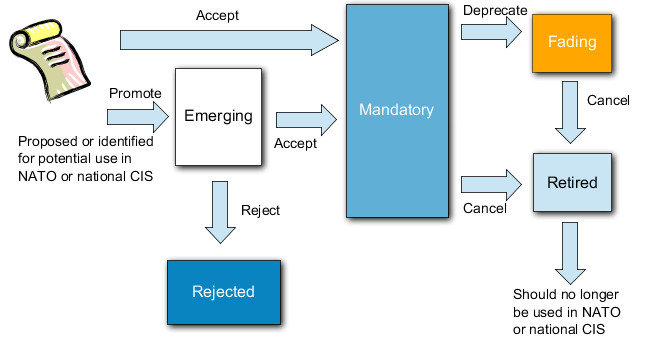 Accept
Deprecate
Fading
Promote
Emerging
Mandatory
Cancel
Accept
Proposed or identified
for potential use in
NATO or national CIS
Retired
Reject
Cancel
Rejected
Should no longer
be used in NATO
or national CIS